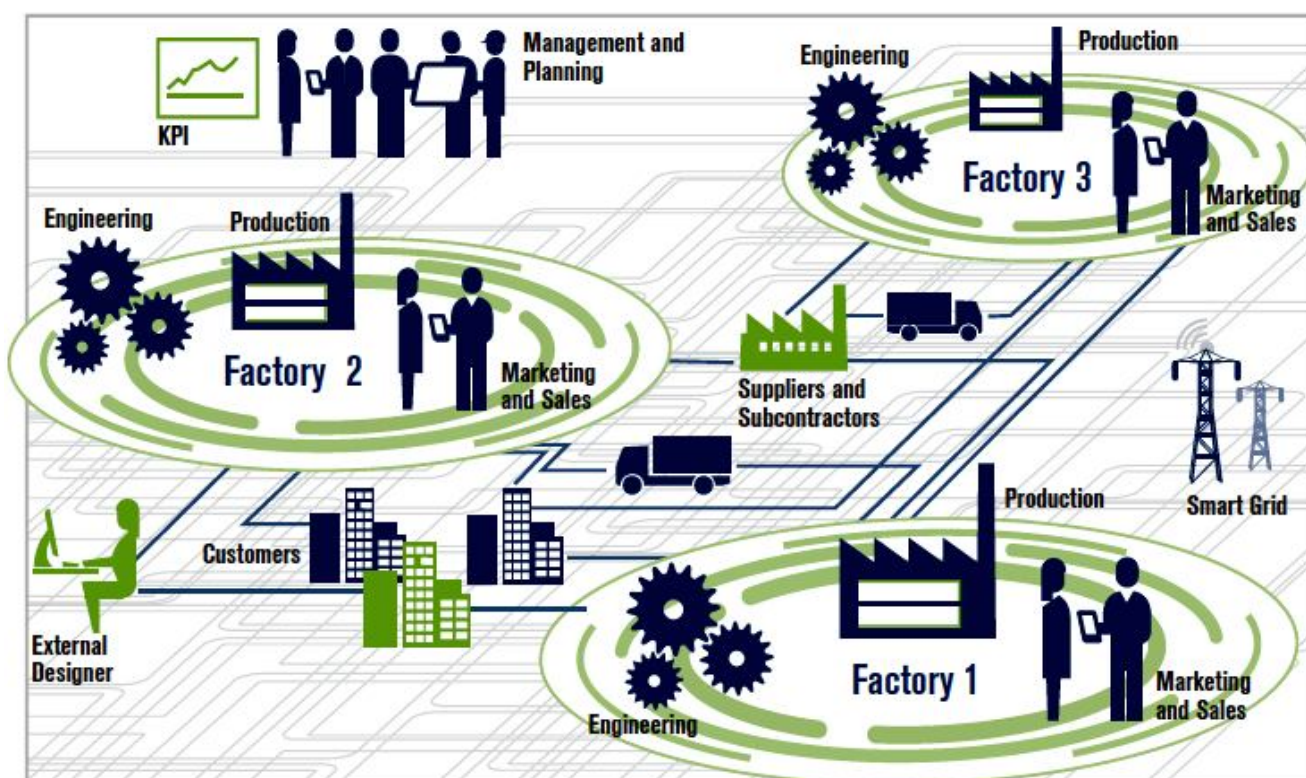 Management and
Planning
KPI
Engineering
Production
Factory 3
Marketing
and Sales
Engineering
Production
Factory 2
Marketing
and Sales
Suppliers and
Subcontractors
Smart Grid
Customers
External
Designer
Production
Factory 1
Engineering
Marketing
and Sales